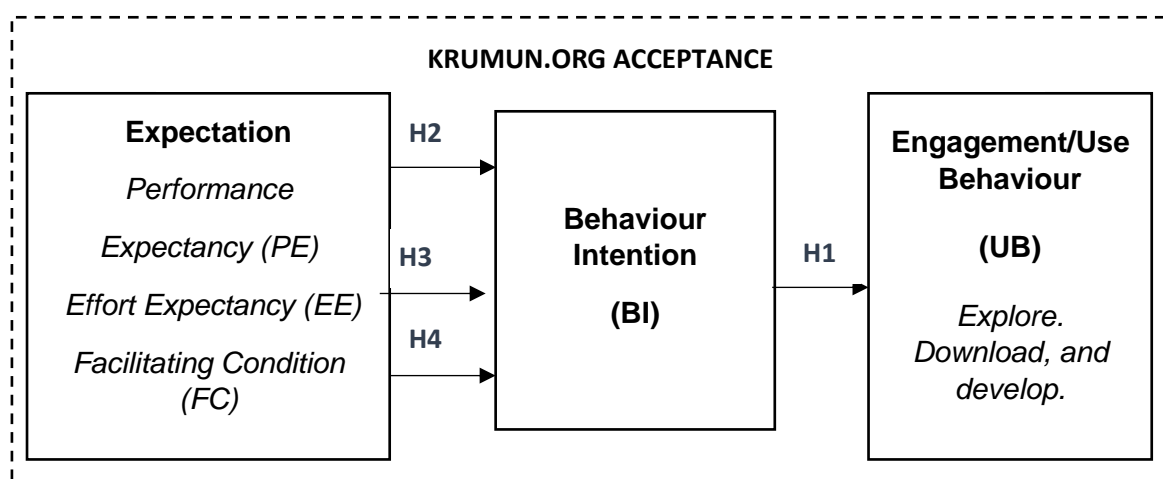 KRUMUN.ORG ACCEPTANCE
Expectation
Performance
Expectancy (PE)
Effort Expectancy (EE)
Facilitating Condition
(FC)
H2
H3
H4
Behaviour
Intention
(BI)
H1
Engagement/Use
Behaviour
(UB)
Explore.
Download, and
develop.